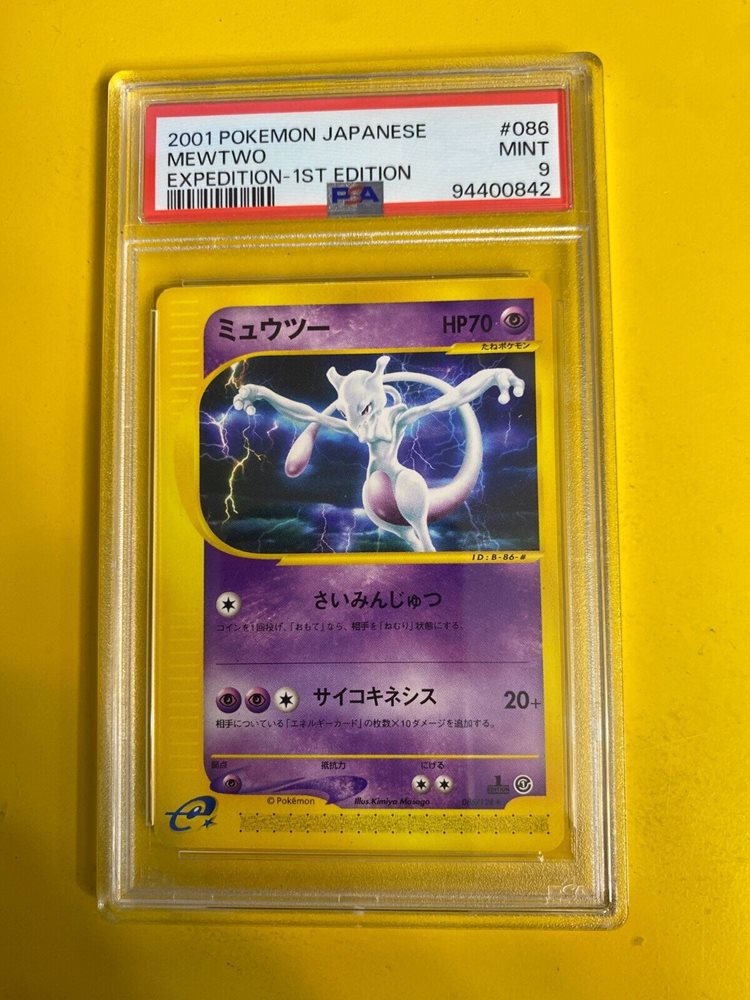 2001 POKEMON JAPANESE #086
MEWTWO MINT
EXPEDITION-1ST EDITION 9
PSA 94400842
ミュウツー HP70
たねポケモン
ID:B-86-#
さいみんじゅつ
コインを1回投げ、「おもて」なら、相手を「ねむり」状態にする。
サイコキネシス 20+
相手についている「エネルギーカード」の枚数×10ダメージを追加する。
弱点 抵抗力 にげる
1
EDITION
© Pokémon Illus.Kimiya Masago 086/128 ★
e
PSA